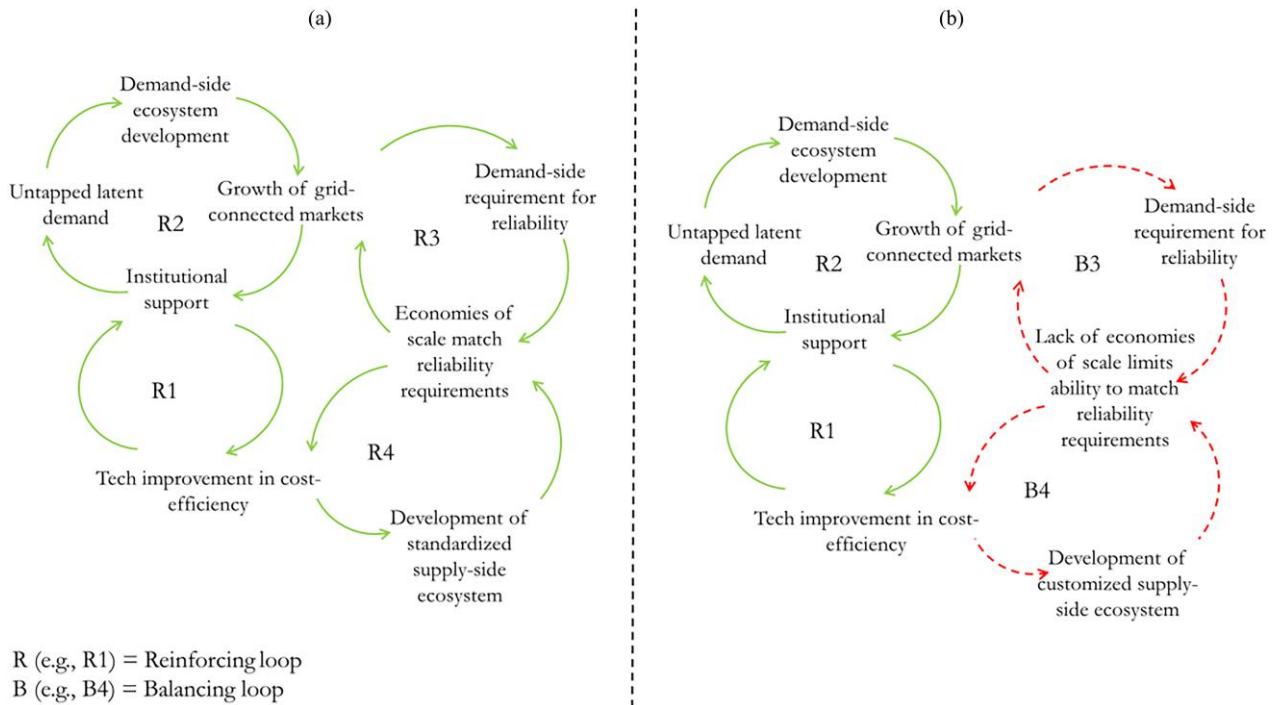 (a)
Demand-side
ecosystem
development
Untapped latent
demand
R2
Growth of grid-
connected markets
Demand-side
requirement for
reliability
R3
Institutional
support
Economies of
scale match
reliability
requirements
R1
R4
Tech improvement in cost-
efficiency
Development of
standardized
supply-side
ecosystem
R (e.g., R1) = Reinforcing loop
B (e.g., B4) = Balancing loop
(b)
Demand-side
ecosystem
development
Untapped latent
demand
R2
Growth of grid-
connected markets
Demand-side
requirement for
reliability
B3
Institutional
support
Lack of economies
of scale limits
ability to match
reliability
requirements
R1
B4
Tech improvement in cost-
efficiency
Development of
customized supply-
side ecosystem